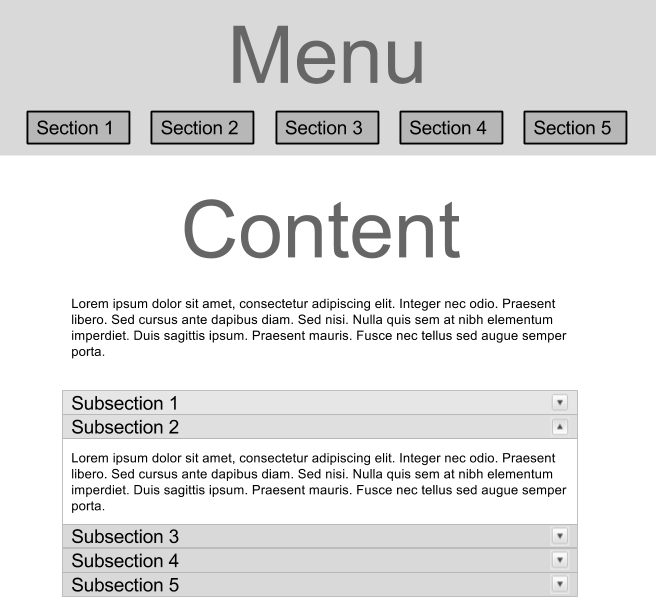 Menu
Section 1
Section 2
Section 3
Section 4
Section 5
Content
Lorem ipsum dolor sit amet, consectetur adipiscing elit. Integer nec odio. Praesent
libero. Sed cursus ante dapibus diam. Sed nisi. Nulla quis sem at nibh elementum
imperdiet. Duis sagittis ipsum. Praesent mauris. Fusce nec tellus sed augue semper
porta.
Subsection 1
Subsection 2
Lorem ipsum dolor sit amet, consectetur adipiscing elit. Integer nec odio. Praesent
libero. Sed cursus ante dapibus diam. Sed nisi. Nulla quis sem at nibh elementum
imperdiet. Duis sagittis ipsum. Praesent mauris. Fusce nec tellus sed augue semper
porta.
Subsection 3
Subsection 4
Subsection 5